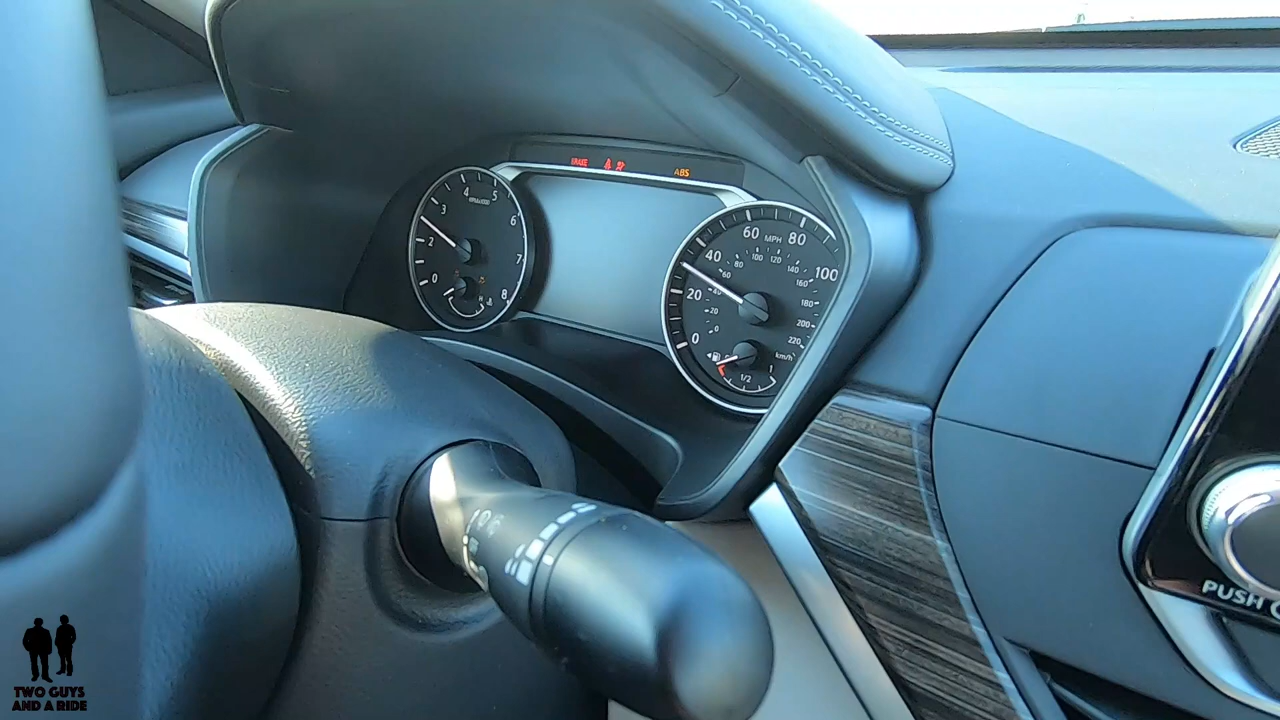 BRAKE
ABS
0 2 3 4 5 6 7 8
0 20 40 60 80 100
MPH
0 20 40 60 80 100 120 140 160 180 200 220
km/h
1/2
PUSH
TWO GUYS
AND A RIDE